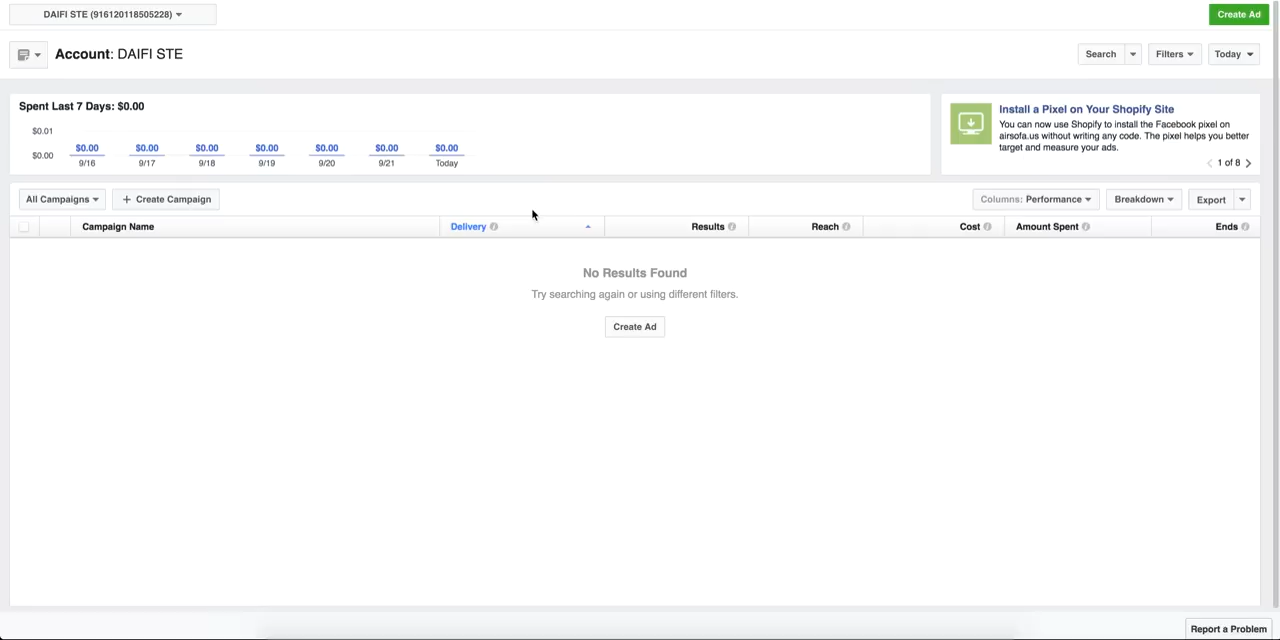 DAIFI STE (916120118505228)
Create Ad
Account: DAIFI STE
Search
Filters
Today
Spent Last 7 Days: $0.00
$0.01
$0.00
$0.00 $0.00 $0.00 $0.00 $0.00 $0.00 $0.00
9/16 9/17 9/18 9/19 9/20 9/21 Today
Install a Pixel on Your Shopify Site
You can now use Shopify to install the Facebook pixel on
airsofa.us without writing any code. The pixel helps you better
target and measure your ads.
1 of 8
All Campaigns
+ Create Campaign
Columns: Performance
Breakdown
Export
Campaign Name Delivery Results Reach Cost Amount Spent Ends
No Results Found
Try searching again or using different filters.
Create Ad
Report a Problem